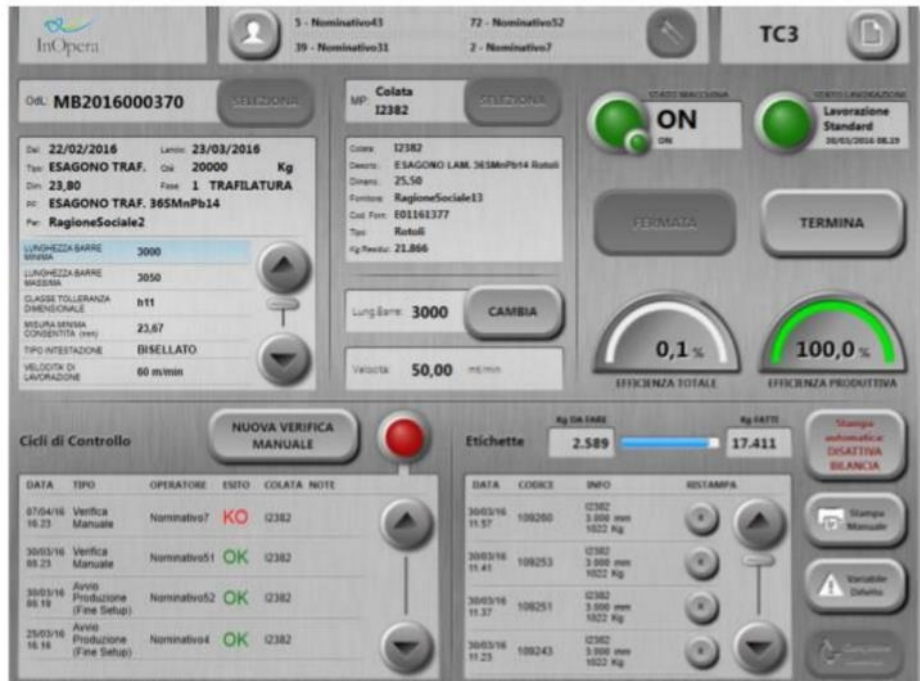 InOpera
5 - Nominativo43
72 - Nominativo52
39 - Nominativo31
2 - Nominativo7
TC3
OdL: MB2016000370
SELEZIONA
MP: Colata
I2382
SELEZIONA
STATO MACCHINA
ON
ON
STATO LAVORAZIONE
Lavorazione
Standard
30/03/2016 08.29
Del: 22/02/2016 Lancio: 23/03/2016
Tipo: ESAGONO TRAF. Qtà: 20000 Kg
Dim: 23,80 Fase: 1 TRAFILATURA
PF: ESAGONO TRAF. 36SMnPb14
Per: RagioneSociale2
LUNGHEZZA BARRE MINIMA 3000
LUNGHEZZA BARRE MASSIMA 3050
CLASSE TOLLERANZA DIMENSIONALE h11
MISURA MINIMA CONSENTITA (mm) 23,67
TIPO INTESTAZIONE BISELLATO
VELOCITA' DI LAVORAZIONE 60 m/min
Colata: I2382
Descriz.: ESAGONO LAM. 36SMnPb14 Rotoli
Dimens.: 25,50
Fornitore: RagioneSociale13
Cod. Forn: E01161377
Tipo: Rotoli
Kg Residui: 21.866
Lung.Barre: 3000
CAMBIA
Velocità: 50,00 mt/min
FERMATA
TERMINA
0,1 %
EFFICIENZA TOTALE
100,0 %
EFFICIENZA PRODUTTIVA
Cicli di Controllo
NUOVA VERIFICA
MANUALE
DATA TIPO OPERATORE ESITO COLATA NOTE
07/04/16 16.23 Verifica Manuale Nominativo7 KO I2382
30/03/16 08.23 Verifica Manuale Nominativo51 OK I2382
30/03/16 Avvio Produzione (Fine Setup) Nominativo52 OK I2382
25/03/16 16.16 Avvio Produzione (Fine Setup) Nominativo4 OK I2382
Etichette
Kg DA FARE
2.589
Kg FATTI
17.411
Stampa
automatica:
DISATTIVA
BILANCIA
DATA CODICE INFO RISTAMPA
30/03/16 11.57 109260 I2382 3.000 mm 1022 Kg R
30/03/16 11.41 109253 I2382 3.000 mm 1022 Kg R
30/03/16 11.37 109251 I2382 3.000 mm 1022 Kg R
30/03/16 11.23 109243 I2382 3.000 mm 1022 Kg R
Stampa
Manuale
Variabile
Difetto